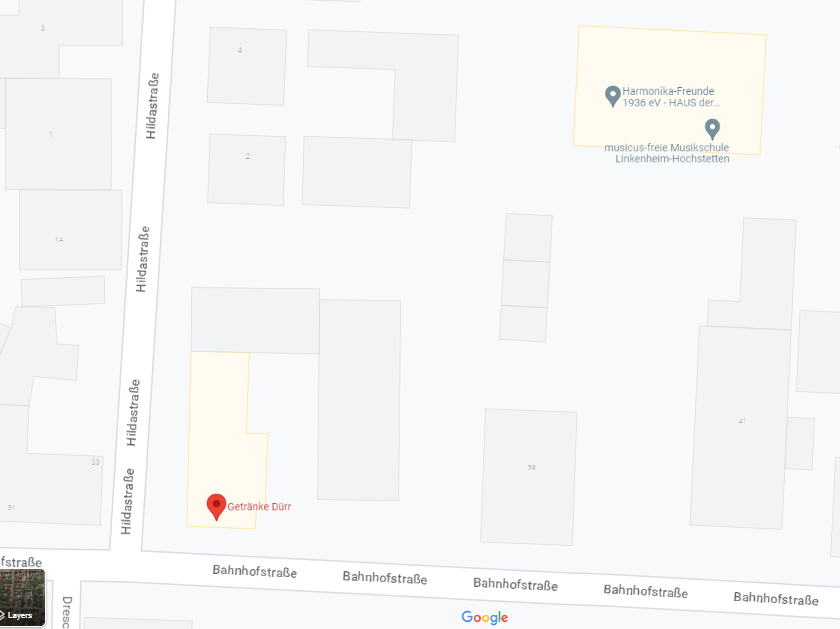 3
4
Hildastraße
Harmonika-Freunde
1936 eV - HAUS der...
1
2
musicus-freie Musikschule
Linkenheim-Hochstetten
1A
Hildastraße
Hildastraße
41
33
39
Hildastraße
31
Getränke Dürr
fstraße
Bahnhofstraße
Bahnhofstraße
Bahnhofstraße
Bahnhofstraße
Bahnhofstraße
Layers
Dresc
Google